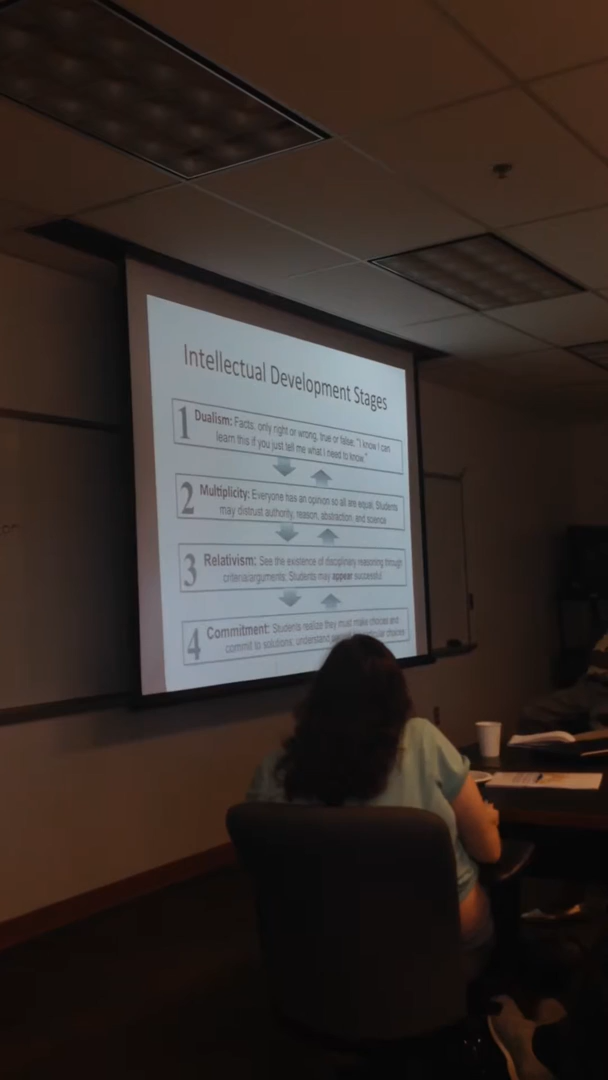 Intellectual Development Stages
1 Dualism: Facts, only right or wrong, true or false; "I know I can
learn this if you just tell me what I need to know."
2 Multiplicity: Everyone has an opinion so all are equal, Students
may distrust authority, reason, abstraction, and science
3 Relativism: See the existence of disciplinary reasoning through
criteria/arguments; Students may appear successful
4 Commitment: Students realize they must make choices and
commit to solutions; understand choices